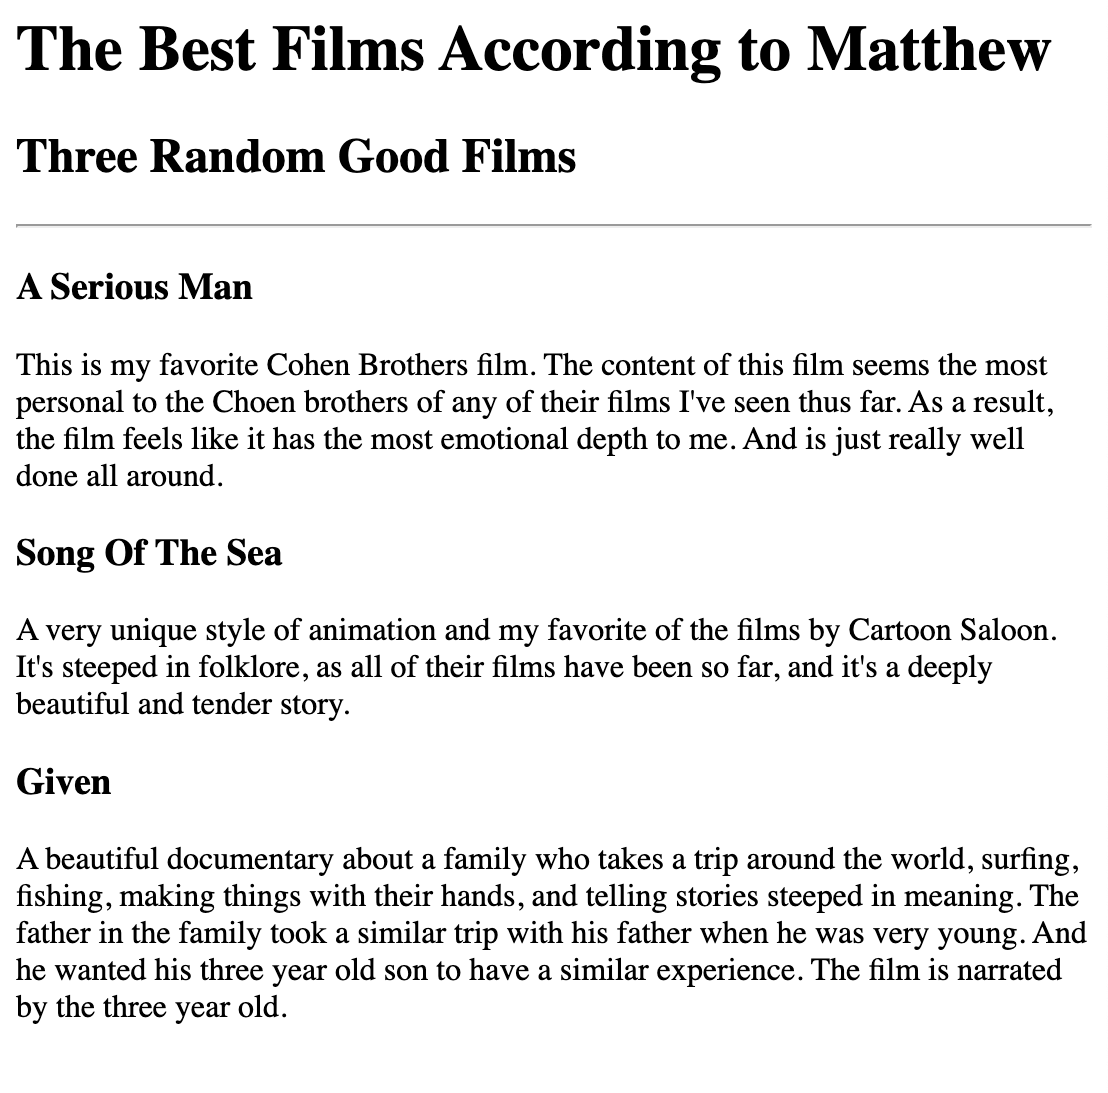 The Best Films According to Matthew
Three Random Good Films
A Serious Man
This is my favorite Cohen Brothers film. The content of this film seems the most
personal to the Choen brothers of any of their films I've seen thus far. As a result,
the film feels like it has the most emotional depth to me. And is just really well
done all around.
Song Of The Sea
A very unique style of animation and my favorite of the films by Cartoon Saloon.
It's steeped in folklore, as all of their films have been so far, and it's a deeply
beautiful and tender story.
Given
A beautiful documentary about a family who takes a trip around the world, surfing,
fishing, making things with their hands, and telling stories steeped in meaning. The
father in the family took a similar trip with his father when he was very young. And
he wanted his three year old son to have a similar experience. The film is narrated
by the three year old.